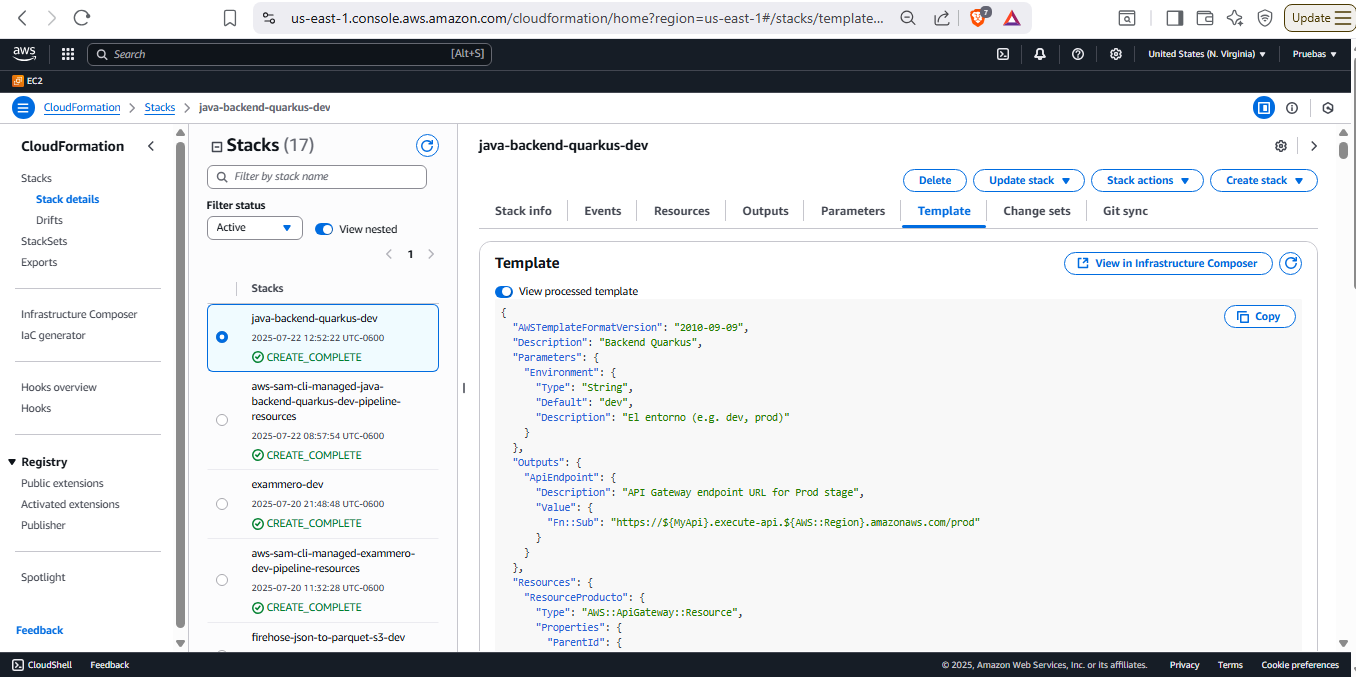 us-east-1.console.aws.amazon.com/cloudformation/home?region=us-east-1#/stacks/template...
7
Update
aws
Search
[Alt+S]
United States (N. Virginia)
Pruebas
EC2
CloudFormation
Stacks
java-backend-quarkus-dev
CloudFormation
Stacks
Stack details
Drifts
StackSets
Exports
Infrastructure Composer
IaC generator
Hooks overview
Hooks
Registry
Public extensions
Activated extensions
Publisher
Spotlight
Feedback
Stacks (17)
Filter by stack name
Filter status
Active
View nested
1
Stacks
java-backend-quarkus-dev
2025-07-22 12:52:22 UTC-0600
CREATE_COMPLETE
aws-sam-cli-managed-java-
backend-quarkus-dev-pipeline-
resources
2025-07-22 08:57:54 UTC-0600
CREATE_COMPLETE
exammero-dev
2025-07-20 21:48:48 UTC-0600
CREATE_COMPLETE
aws-sam-cli-managed-exammero-
dev-pipeline-resources
2025-07-20 11:32:28 UTC-0600
CREATE_COMPLETE
firehose-json-to-parquet-s3-dev
java-backend-quarkus-dev
Delete
Update stack
Stack actions
Create stack
Stack info
Events
Resources
Outputs
Parameters
Template
Change sets
Git sync
Template
View in Infrastructure Composer
View processed template
Copy
{
"AWSTemplateFormatVersion": "2010-09-09",
"Description": "Backend Quarkus",
"Parameters": {
"Environment": {
"Type": "String",
"Default": "dev",
"Description": "El entorno (e.g. dev, prod)"
}
},
"Outputs": {
"ApiEndpoint": {
"Description": "API Gateway endpoint URL for Prod stage",
"Value": {
"Fn::Sub": "https://${MyApi}.execute-api.${AWS::Region}.amazonaws.com/prod"
}
}
},
"Resources": {
"ResourceProducto": {
"Type": "AWS::ApiGateway::Resource",
"Properties": {
"ParentId": {
CloudShell
Feedback
© 2025, Amazon Web Services, Inc. or its affiliates.
Privacy
Terms
Cookie preferences